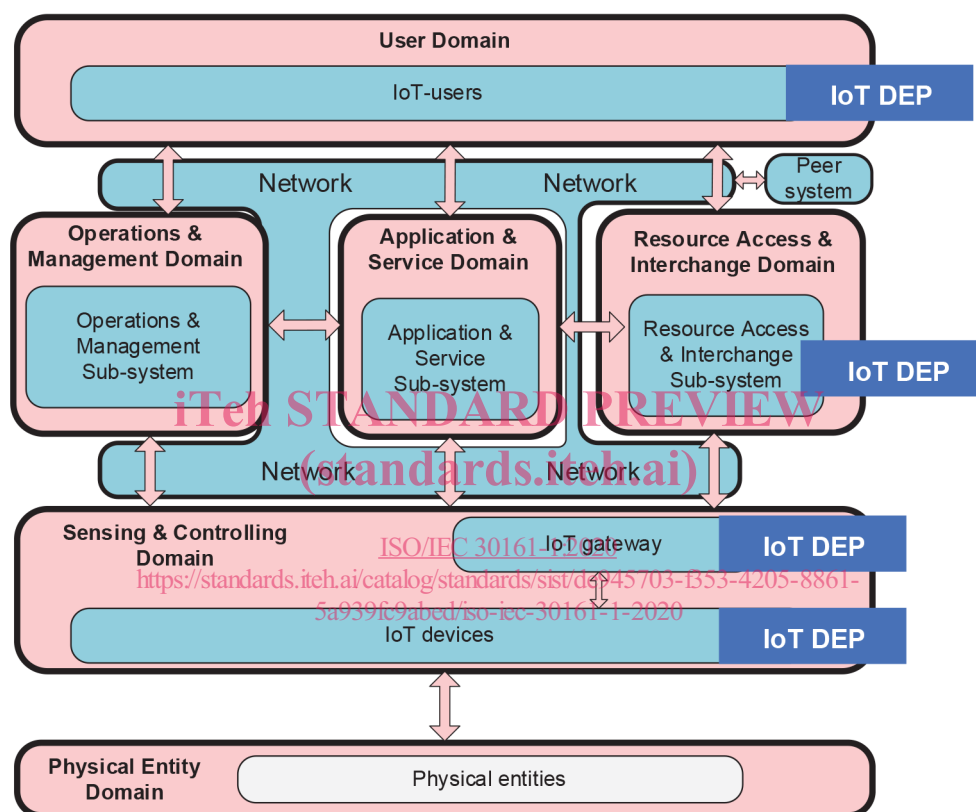 User Domain
IoT-users
IoT DEP
Network
Network
Peer
system
Operations &
Management Domain
Operations &
Management
Sub-system
Application &
Service Domain
Application &
Service
Sub-system
Resource Access &
Interchange Domain
Resource Access
& Interchange
Sub-system
IoT DEP
iTeh STANDARD PREVIEW
Network
Network
(standards.iteh.ai)
Sensing & Controlling
Domain
IoT gateway
IoT DEP
ISO/IEC 30161-1:2020
https://standards.iteh.ai/catalog/standards/sist/dc945703-f353-4205-8861-
5a939fc9abed/iso-iec-30161-1-2020
IoT devices
IoT DEP
Physical Entity
Domain
Physical entities